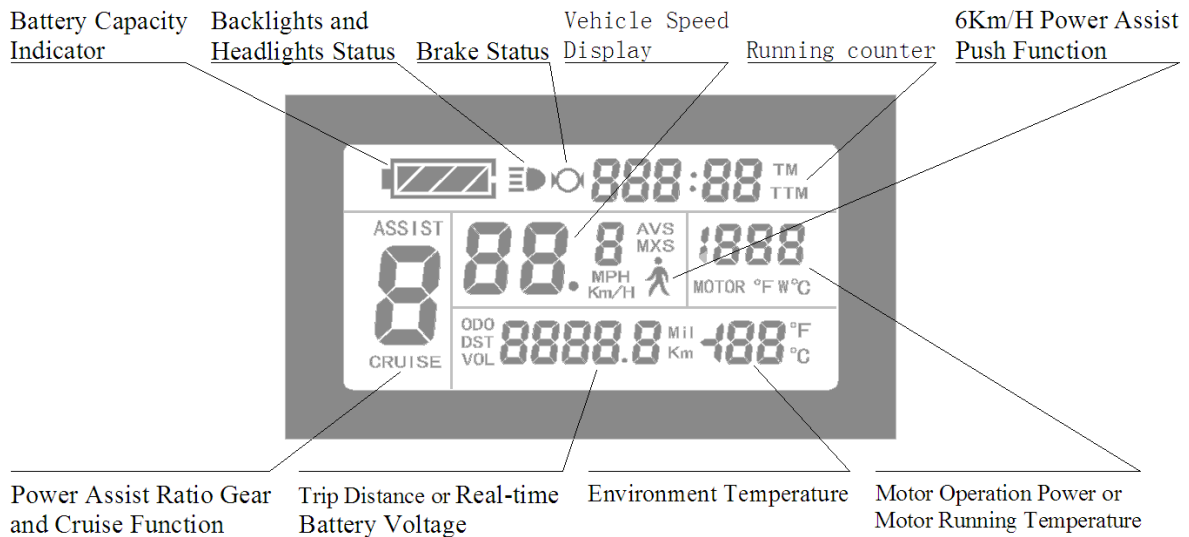 Battery Capacity
Indicator
Backlights and
Headlights Status
Brake Status
Vehicle Speed
Display
Running counter
6Km/H Power Assist
Push Function
888:88
TM
TTM
ASSIST
8
CRUISE
88.8
AVS
MXS
MPH
Km/H
1888
MOTOR °F W°C
ODO
DST
VOL
8888.8
Mil
Km
-188
°F
°C
Power Assist Ratio Gear
and Cruise Function
Trip Distance or Real-time
Battery Voltage
Environment Temperature
Motor Operation Power or
Motor Running Temperature